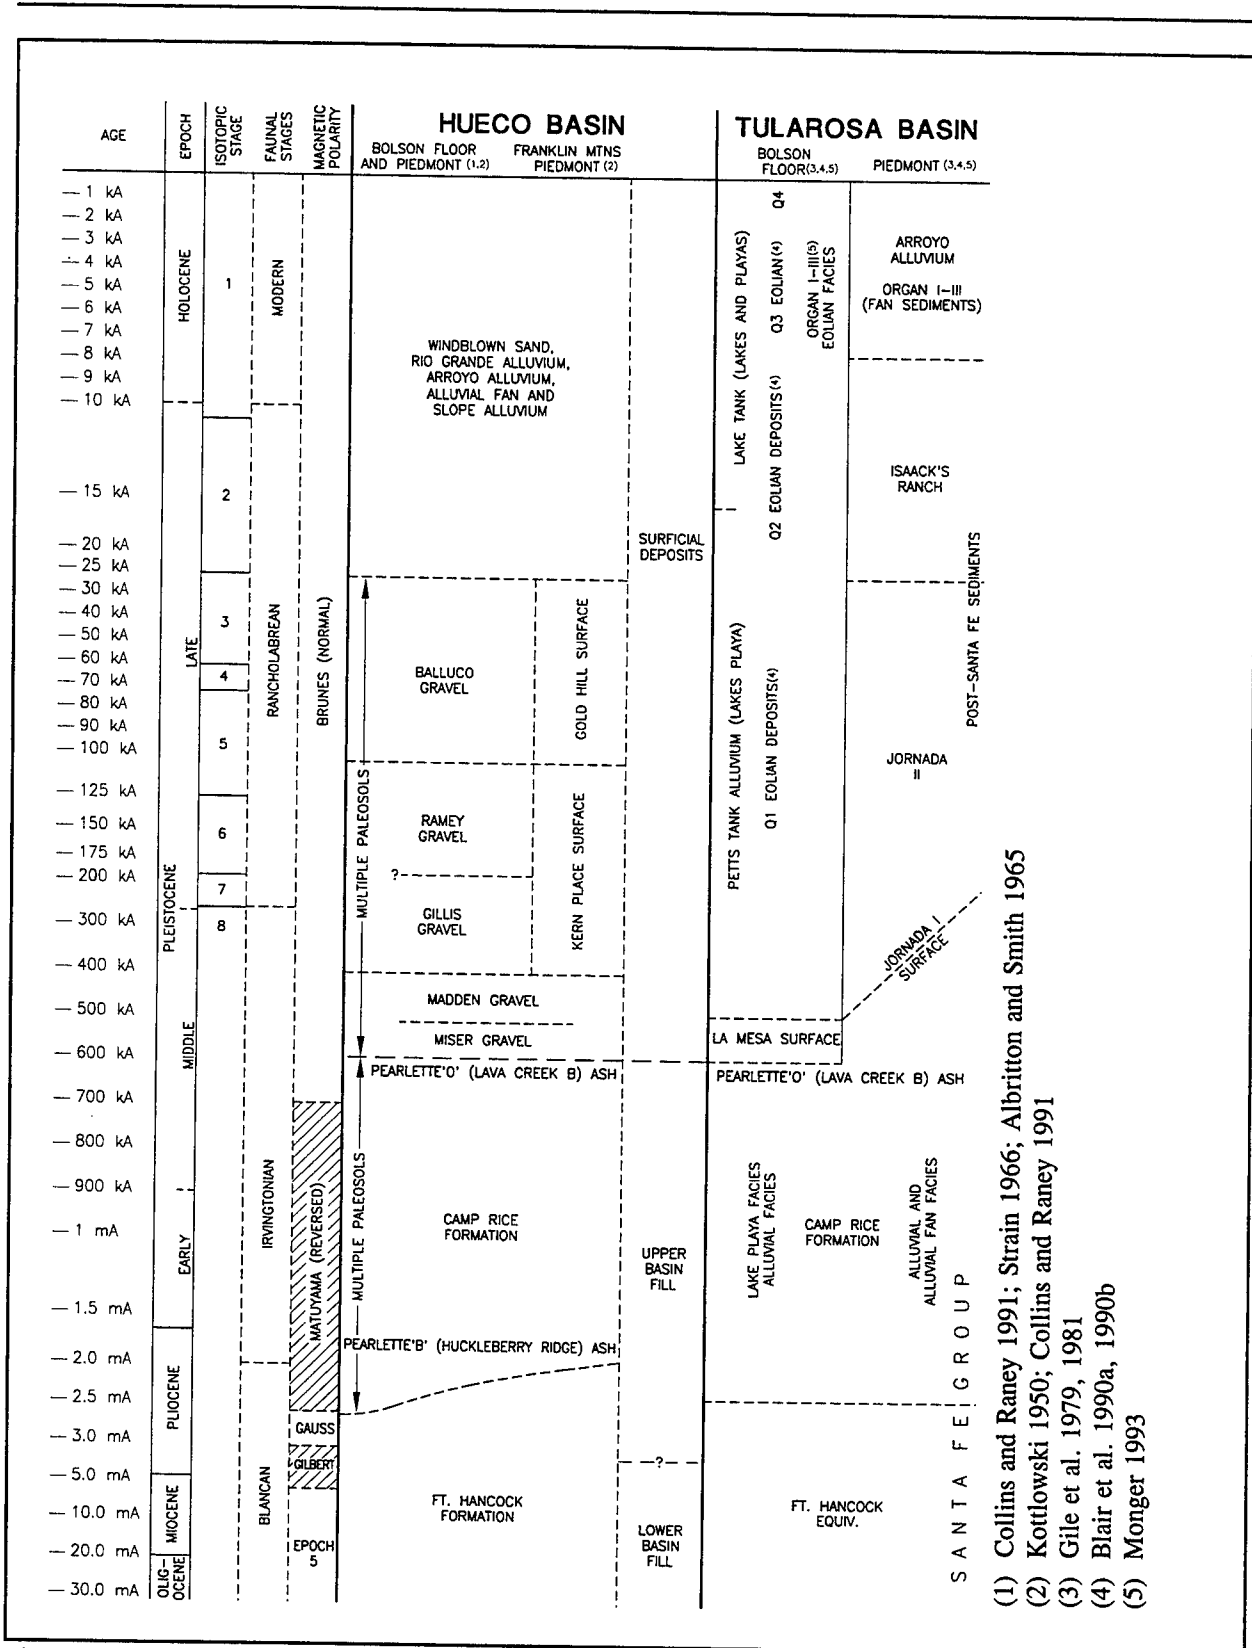 AGE
EPOCH
ISOTOPIC
STAGE
FAUNAL
STAGES
MAGNETIC
POLARITY
HUECO BASIN
BOLSON FLOOR
AND PIEDMONT (1,2)
FRANKLIN MTNS
PIEDMONT (2)
TULAROSA BASIN
BOLSON
FLOOR(3,4,5)
PIEDMONT (3,4,5)
— 1 kA
— 2 kA
— 3 kA
— 4 kA
— 5 kA
— 6 kA
— 7 kA
— 8 kA
— 9 kA
— 10 kA
— 15 kA
— 20 kA
— 25 kA
— 30 kA
— 40 kA
— 50 kA
— 60 kA
— 70 kA
— 80 kA
— 90 kA
— 100 kA
— 125 kA
— 150 kA
— 175 kA
— 200 kA
— 300 kA
— 400 kA
— 500 kA
— 600 kA
— 700 kA
— 800 kA
— 900 kA
— 1 mA
— 1.5 mA
— 2.0 mA
— 2.5 mA
— 3.0 mA
— 5.0 mA
— 10.0 mA
— 20.0 mA
— 30.0 mA
HOLOCENE
PLEISTOCENE
LATE
MIDDLE
EARLY
PLIOCENE
MIOCENE
OLIG-
OCENE
1
2
3
4
5
6
7
8
MODERN
RANCHOLABREAN
IRVINGTONIAN
BLANCAN
BRUNES (NORMAL)
MATUYAMA (REVERSED)
GAUSS
GILBERT
EPOCH
5
WINDBLOWN SAND,
RIO GRANDE ALLUVIUM,
ARROYO ALLUVIUM,
ALLUVIAL FAN AND
SLOPE ALLUVIUM
MULTIPLE PALEOSOLS
BALLUCO
GRAVEL
GOLD HILL SURFACE
RAMEY
GRAVEL
?
GILLIS
GRAVEL
KERN PLACE SURFACE
MADDEN GRAVEL
MISER GRAVEL
PEARLETTE'O' (LAVA CREEK B) ASH
MULTIPLE PALEOSOLS
CAMP RICE
FORMATION
PEARLETTE'B' (HUCKLEBERRY RIDGE) ASH
FT. HANCOCK
FORMATION
SURFICIAL
DEPOSITS
UPPER
BASIN
FILL
?
LOWER
BASIN
FILL
LAKE TANK (LAKES AND PLAYAS)
PETTS TANK ALLUVIUM (LAKES PLAYA)
Q4
Q3 EOLIAN(4)
Q2 EOLIAN DEPOSITS(4)
Q1 EOLIAN DEPOSITS(4)
ORGAN I-III(5)
EOLIAN FACIES
ARROYO
ALLUVIUM
ORGAN I-III
(FAN SEDIMENTS)
ISAACK'S
RANCH
JORNADA
II
JORNADA I
SURFACE
POST-SANTA FE SEDIMENTS
LA MESA SURFACE
PEARLETTE'O' (LAVA CREEK B) ASH
LAKE PLAYA FACIES
ALLUVIAL FACIES
CAMP RICE
FORMATION
ALLUVIAL AND
ALLUVIAL FAN FACIES
FT. HANCOCK
EQUIV.
SANTA FE GROUP
(1) Collins and Raney 1991; Strain 1966; Albritton and Smith 1965
(2) Kottlowski 1950; Collins and Raney 1991
(3) Gile et al. 1979, 1981
(4) Blair et al. 1990a, 1990b
(5) Monger 1993